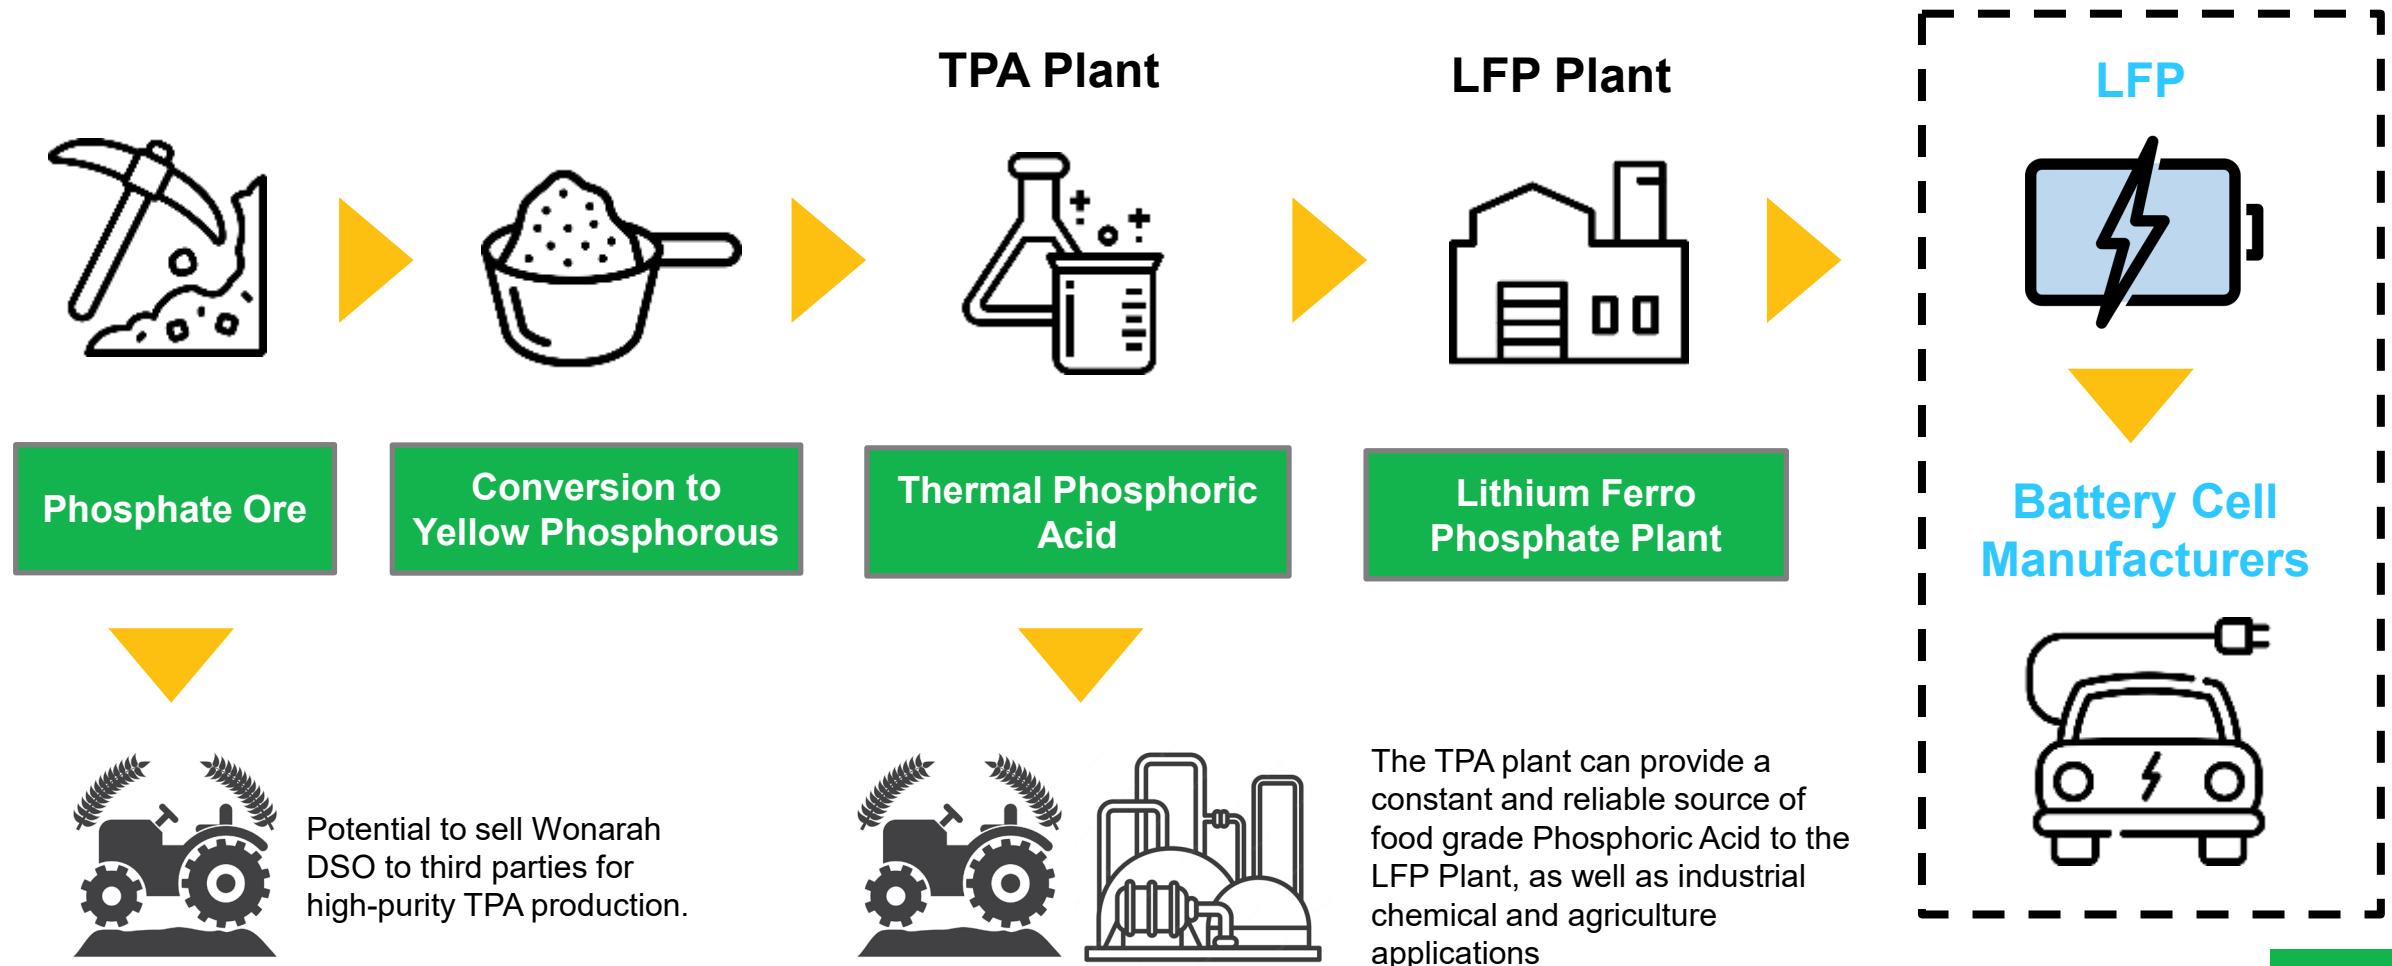 TPA Plant
LFP Plant
LFP
Phosphate Ore
Conversion to
Yellow Phosphorous
Thermal Phosphoric
Acid
Lithium Ferro
Phosphate Plant
Battery Cell
Manufacturers
Potential to sell Wonarah
DSO to third parties for
high-purity TPA production.
The TPA plant can provide a
constant and reliable source of
food grade Phosphoric Acid to the
LFP Plant, as well as industrial
chemical and agriculture
applications